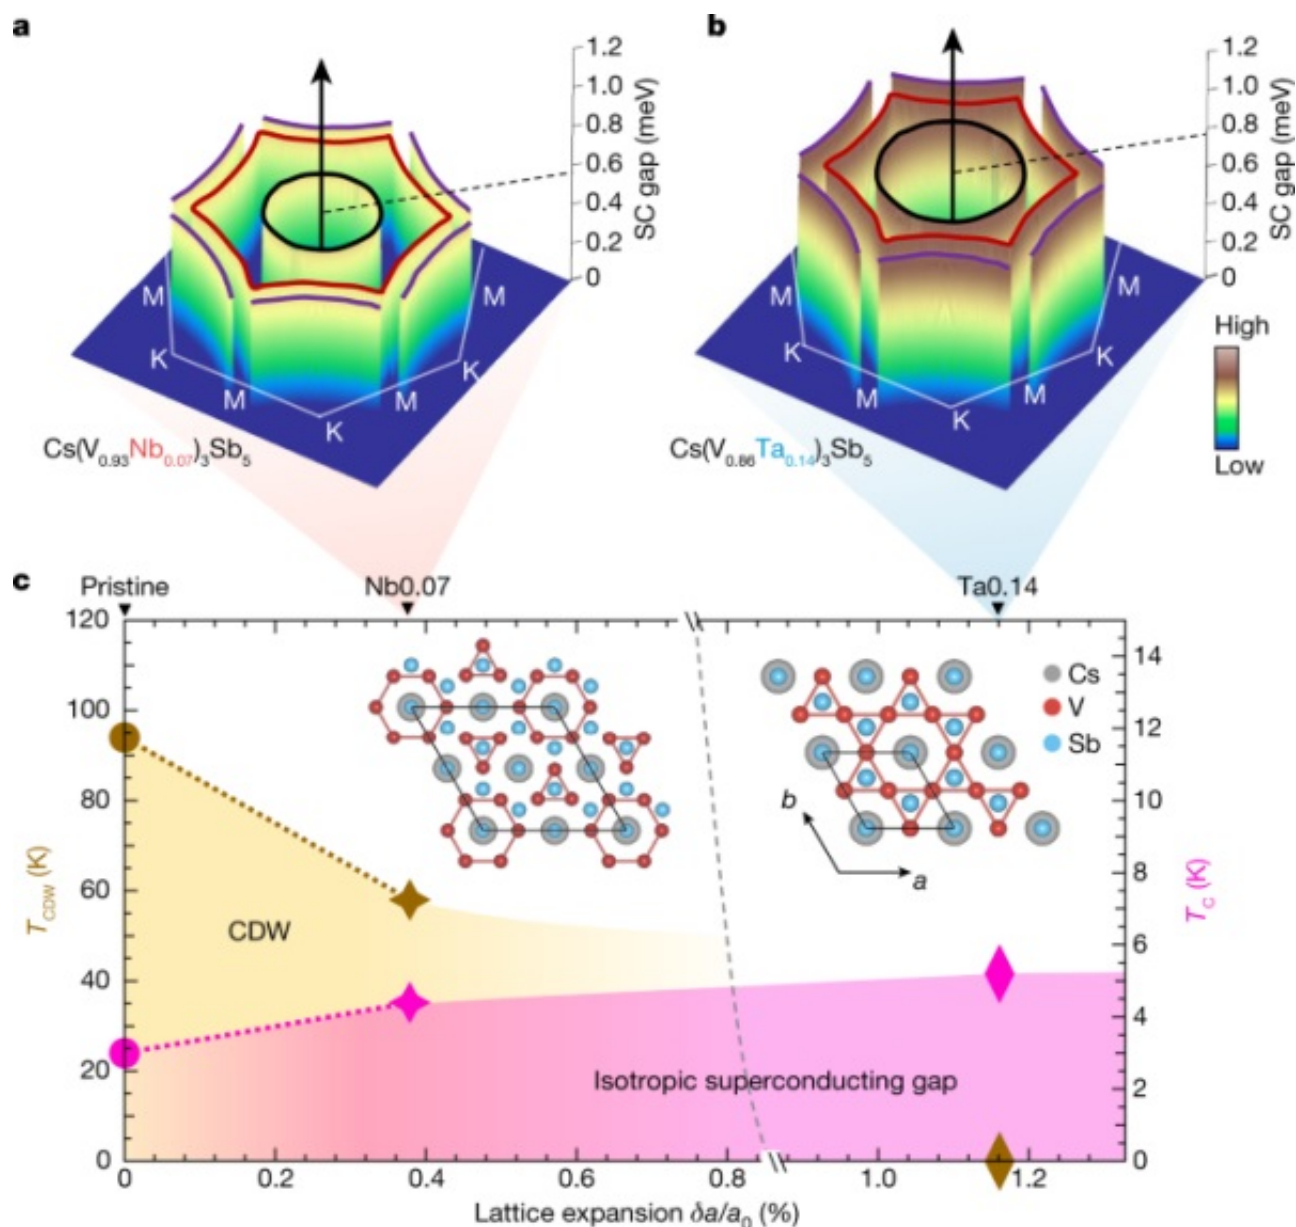 a
1.2
1.0
0.8
0.6
0.4
0.2
0
SC gap (meV)
M
M
K
K
M
M
K
Cs(V0.93Nb0.07)3Sb5
b
1.2
1.0
0.8
0.6
0.4
0.2
0
SC gap (meV)
M
M
K
K
M
M
K
Cs(V0.86Ta0.14)3Sb5
High
Low
c
Pristine
Nb0.07
Ta0.14
120
100
80
60
40
20
0
TCDW (K)
14
12
10
8
6
4
2
0
TC (K)
Cs
V
Sb
b
a
CDW
Isotropic superconducting gap
0 0.2 0.4 0.6 0.8 1.0 1.2
Lattice expansion δa/a0 (%)